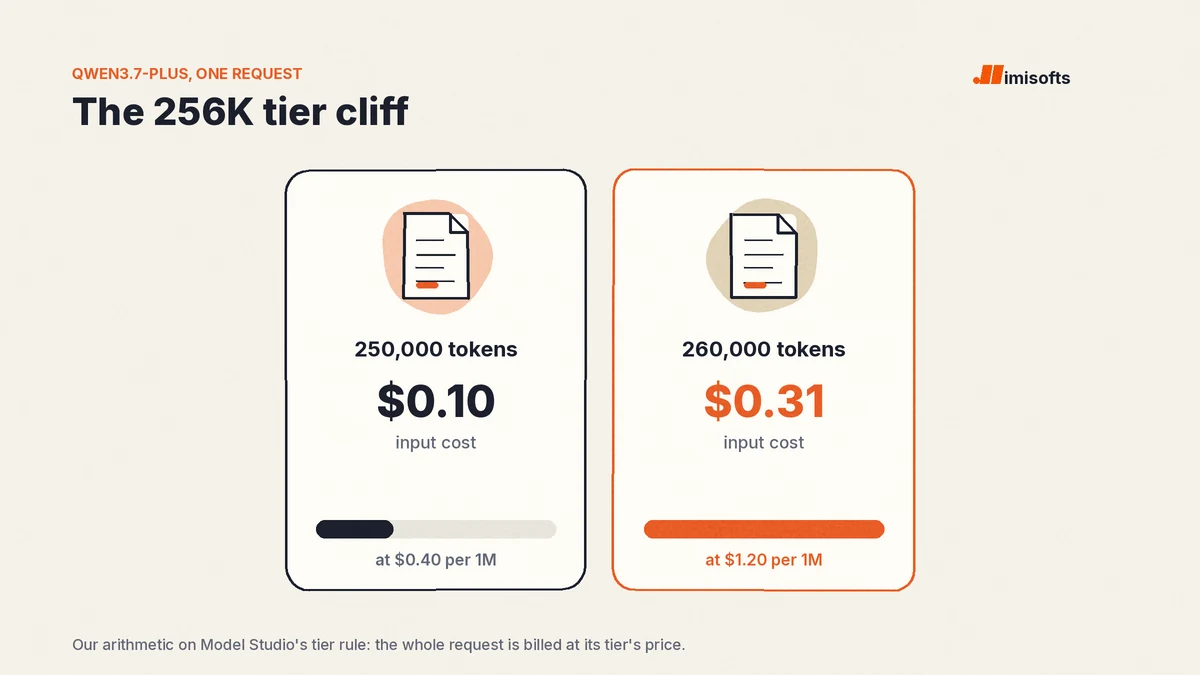 QWEN3.7-PLUS, ONE REQUEST
The 256K tier cliff
imisofts
250,000 tokens
$0.10
input cost
at $0.40 per 1M
260,000 tokens
$0.31
input cost
at $1.20 per 1M
Our arithmetic on Model Studio's tier rule: the whole request is billed at its tier's price.